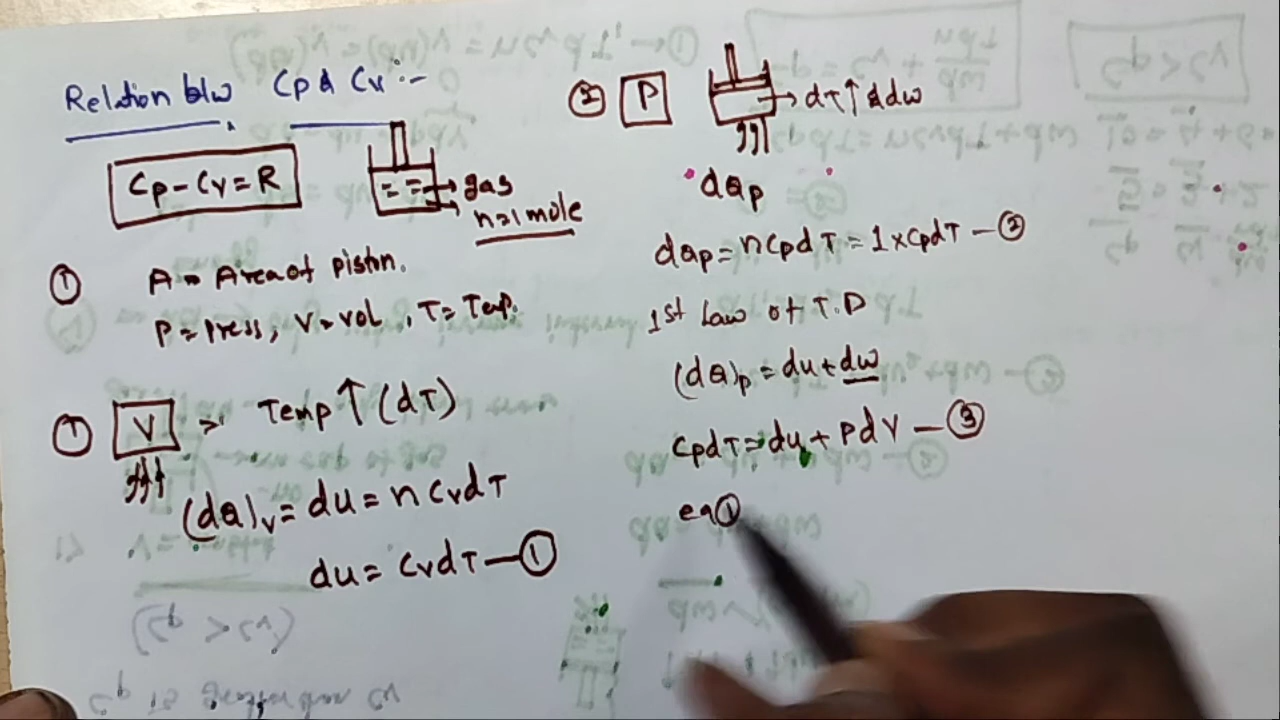 Relation b/w Cp & Cv :-
Cp - Cv = R
gas
n=1 mole
① A = Area of piston.
P = Press, V = vol, T = Temp.
① V => Temp ↑ (dT)
(dQ)v = du = n Cv dT
du = Cv dT — ①
② P → dT ↑ & dw
dQp
dQp = n Cp dT = 1 x Cp dT — ②
1st Law of T.D
(dQ)p = du + dw
Cp dT = du + P dV — ③
eq ①